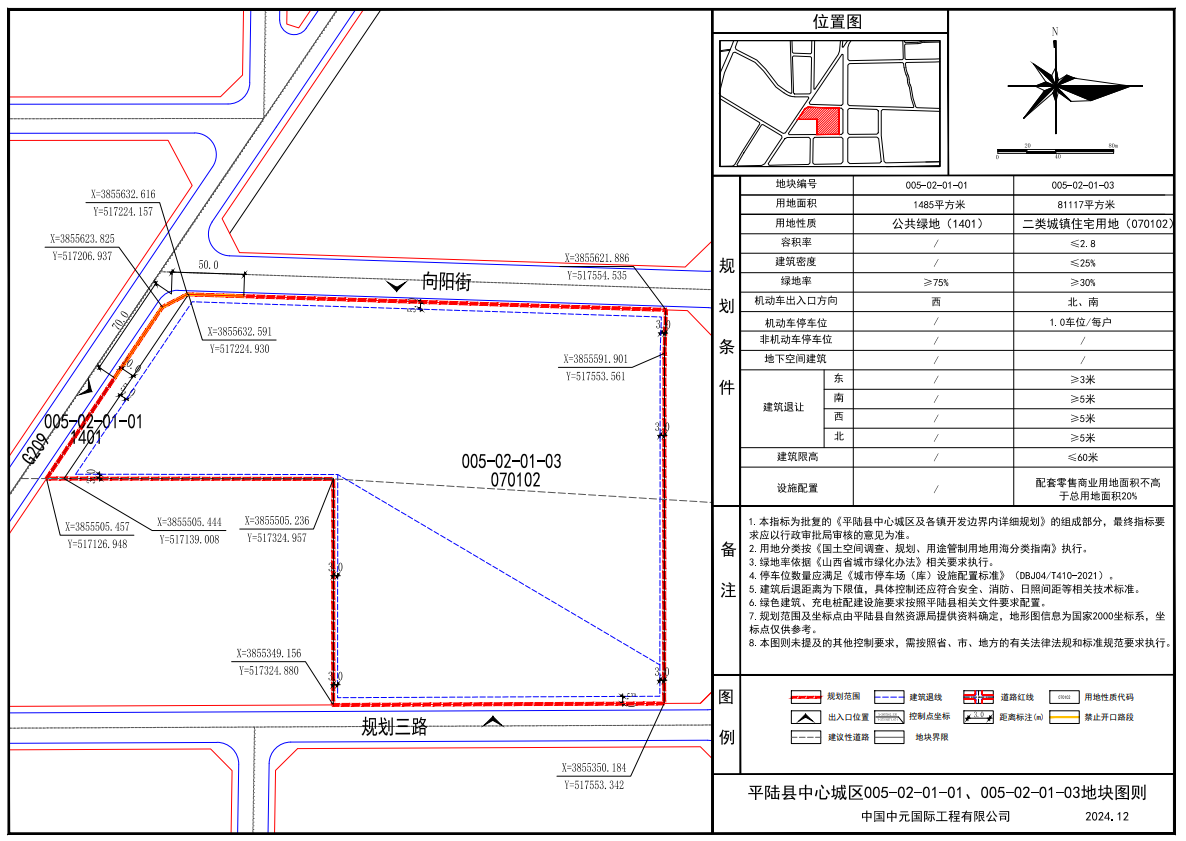 位置图
N
0
20
40
80m
X=3855632.616
Y=517224.157
X=3855623.825
Y=517206.937
50.0
向阳街
X=3855621.886
Y=517554.535
70.0
X=3855632.591
Y=517224.930
X=3855591.901
Y=517553.561
005-02-01-01
1401
G209
005-02-01-03
070102
X=3855505.457
Y=517126.948
X=3855505.444
Y=517139.008
X=3855505.236
Y=517324.957
X=3855349.156
Y=517324.880
规划三路
X=3855350.184
Y=517553.342
规划条件
地块编号 005-02-01-01 005-02-01-03
用地面积 1485平方米 81117平方米
用地性质 公共绿地（1401） 二类城镇住宅用地（070102）
容积率 / ≤2.8
建筑密度 / ≤25%
绿地率 ≥75% ≥30%
机动车出入口方向 西 北、南
机动车停车位 / 1.0车位/每户
非机动车停车位 / /
地下空间建筑 / /
建筑退让
东 / ≥3米
南 / ≥5米
西 / ≥5米
北 / ≥5米
建筑限高 / ≤60米
设施配置 / 配套零售商业用地面积不高
于总用地面积20%
备注
1. 本指标为批复的《平陆县中心城区及各镇开发边界内详细规划》的组成部分，最终指标要
求应以行政审批局审核的意见为准。
2. 用地分类按《国土空间调查、规划、用途管制用地用海分类指南》执行。
3. 绿地率依据《山西省城市绿化办法》相关要求执行。
4. 停车位数量应满足《城市停车场（库）设施配置标准》（DBJ04/T410-2021）。
5. 建筑后退距离为下限值，具体控制还应符合安全、消防、日照间距等相关技术标准。
6. 绿色建筑、充电桩配建设施要求按照平陆县相关文件要求配置。
7. 规划范围及坐标点由平陆县自然资源局提供资料确定，地形图信息为国家2000坐标系，坐
标点仅供参考。
8. 本图则未提及的其他控制要求，需按照省、市、地方的有关法律法规和标准规范要求执行。
图例
规划范围 建筑退线 道路红线 070102 用地性质代码
出入口位置 控制点坐标 3.0 距离标注(m) 禁止开口路段
建议性道路 地块界限
平陆县中心城区005-02-01-01、005-02-01-03地块图则
中国中元国际工程有限公司 2024.12